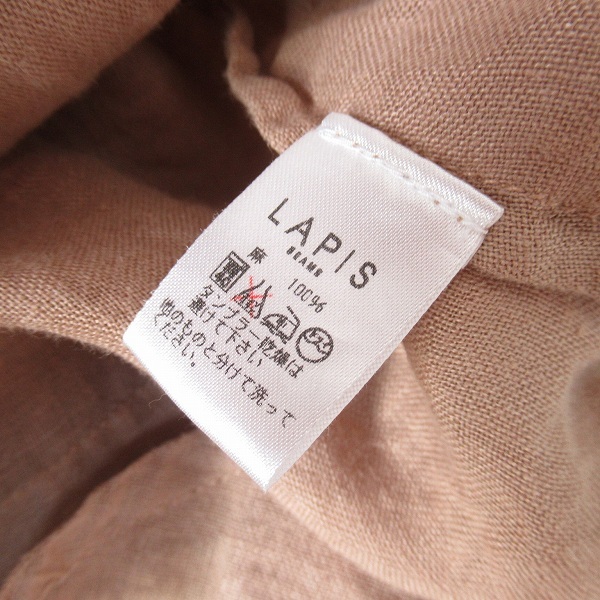 LAPIS
BEAMS
麻 100%
タンブラー乾燥は
避けて下さい
他のものと分けて洗って
ください。